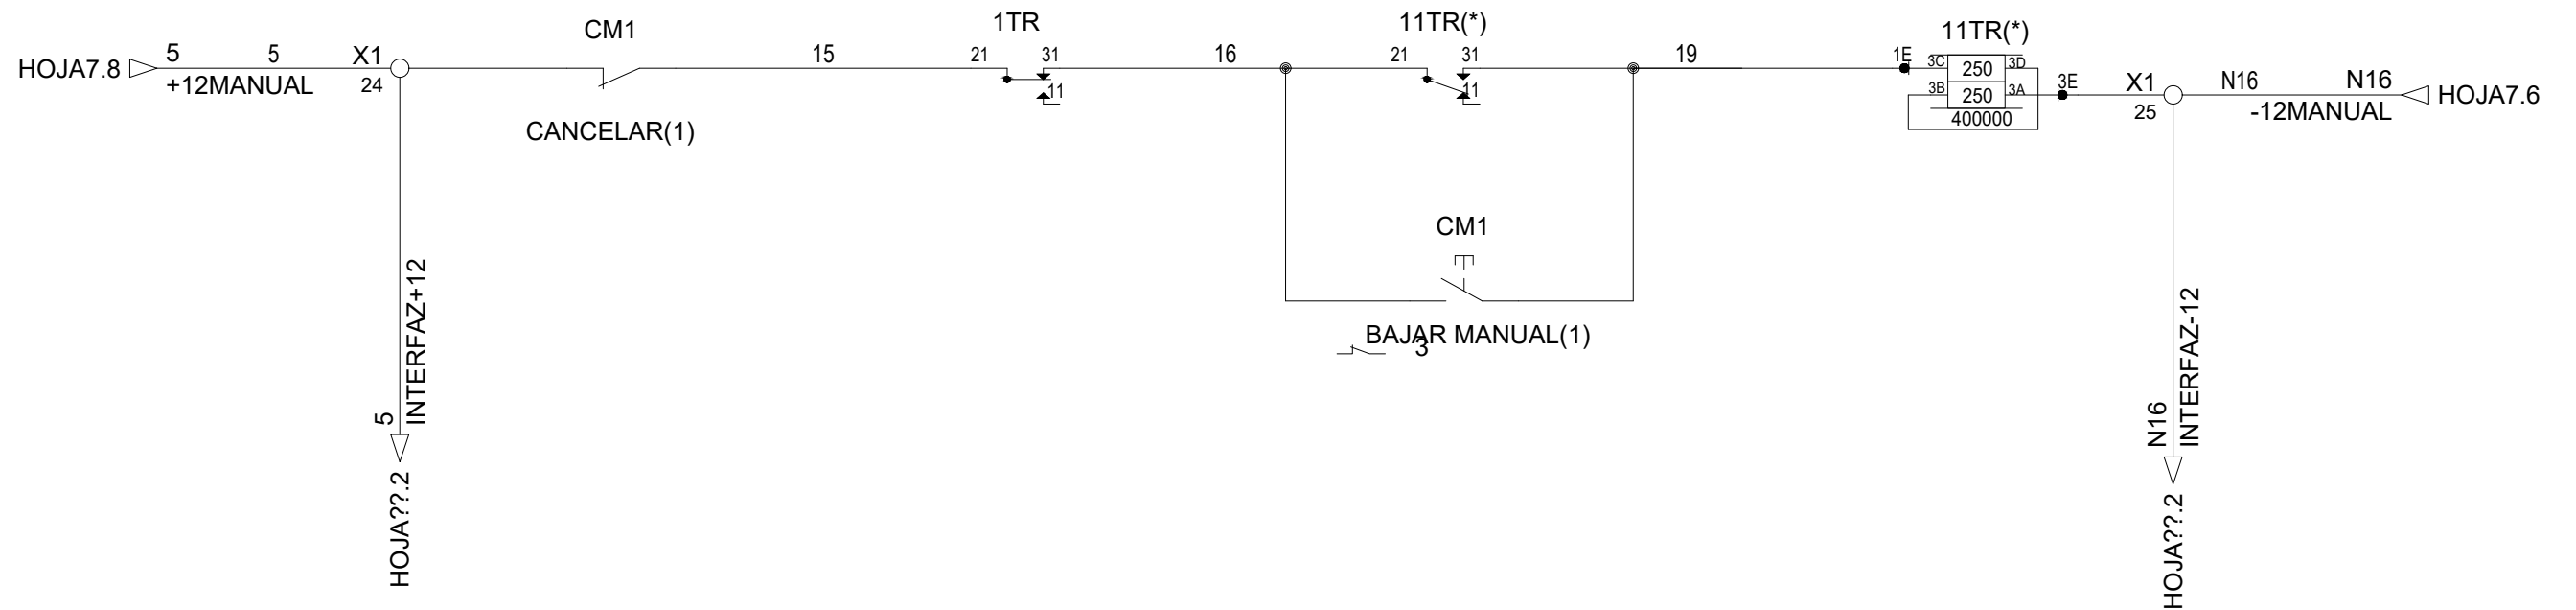 HOJA7.8
5
5
+12MANUAL
X1
24
CM1
CANCELAR(1)
15
1TR
21
31
11
16
11TR(*)
21
31
11
19
11TR(*)
1E
3C
250
3D
3B
250
3A
400000
3E
X1
25
N16
N16
-12MANUAL
HOJA7.6
CM1
BAJAR MANUAL(1)
3
5
INTERFAZ+12
HOJA??.2
N16
INTERFAZ-12
HOJA??.2